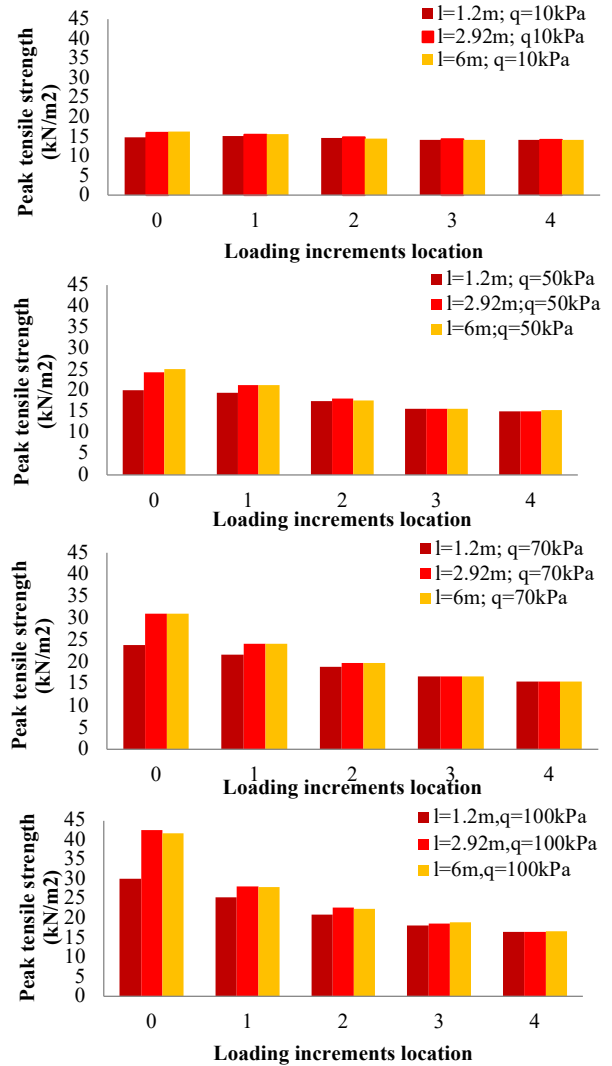 l=1.2m; q=10kPa
l=2.92m; q10kPa
l=6m; q=10kPa
Peak tensile strength
(kN/m2)
45
40
35
30
25
20
15
10
5
0
0 1 2 3 4
Loading increments location
l=1.2m; q=50kPa
l=2.92m;q=50kPa
l=6m;q=50kPa
Peak tensile strength
(kN/m2)
45
40
35
30
25
20
15
10
5
0
0 1 2 3 4
Loading increments location
l=1.2m; q=70kPa
l=2.92m; q=70kPa
l=6m; q=70kPa
Peak tensile strength
(kN/m2)
45
40
35
30
25
20
15
10
5
0
0 1 2 3 4
Loading increments location
l=1.2m,q=100kPa
l=2.92m,q=100kPa
l=6m,q=100kPa
Peak tensile strength
(kN/m2)
45
40
35
30
25
20
15
10
5
0
0 1 2 3 4
Loading increments location